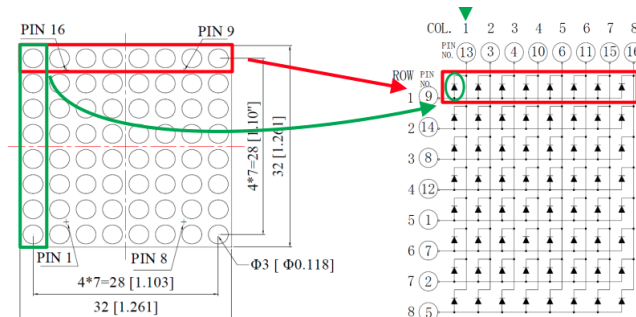 PIN 16
PIN 9
4*7=28 [1.10"]
32 [1.261]
PIN 1
PIN 8
Φ3 [ Φ0.118]
4*7=28 [1.103]
32 [1.261]
COL. 1 2 3 4 5 6 7 8
PIN NO. 13 3 4 10 6 11 15 16
ROW PIN NO.
1 9
2 14
3 8
4 12
5 1
6 7
7 2
8 5